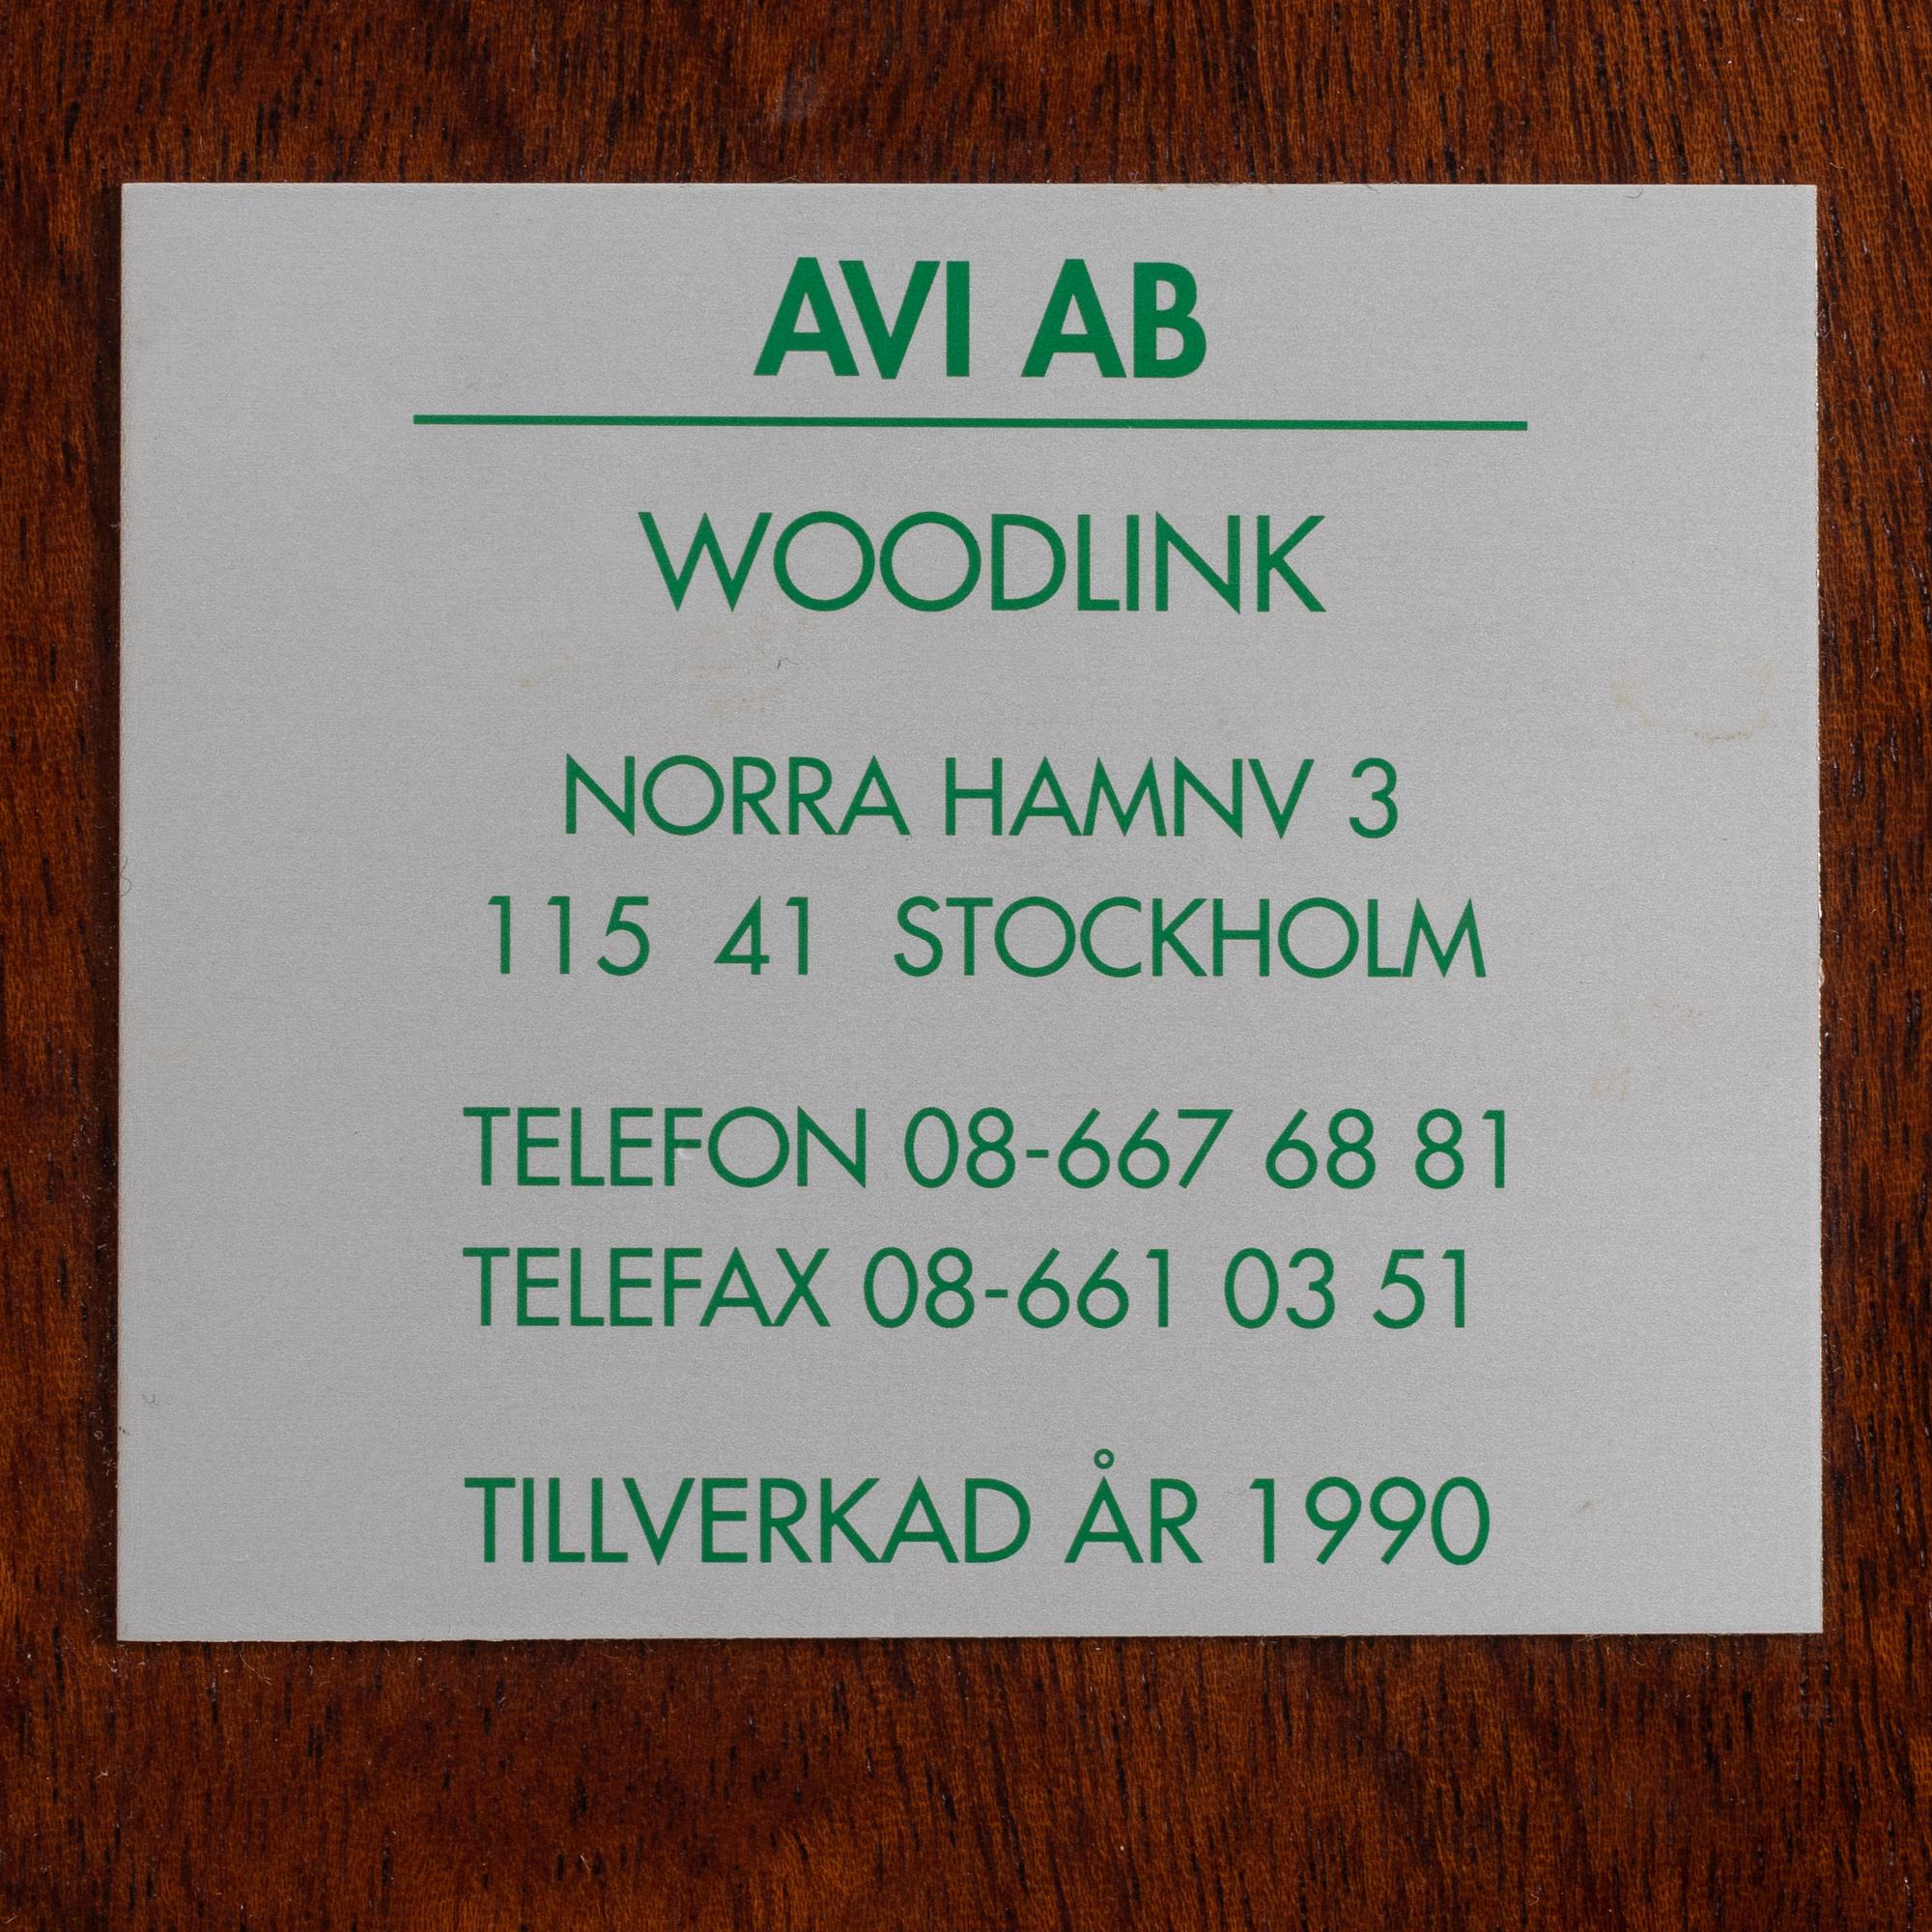 AVI AB
WOODLINK
NORRA HAMNV 3
115 41 STOCKHOLM
TELEFON 08-667 68 81
TELEFAX 08-661 03 51
TILLVERKAD ÅR 1990